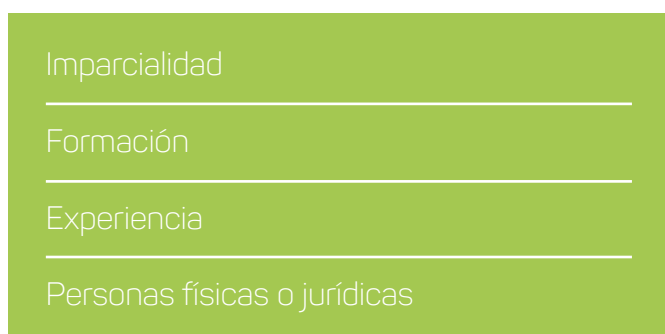 Imparcialidad
Formación
Experiencia
Personas físicas o jurídicas